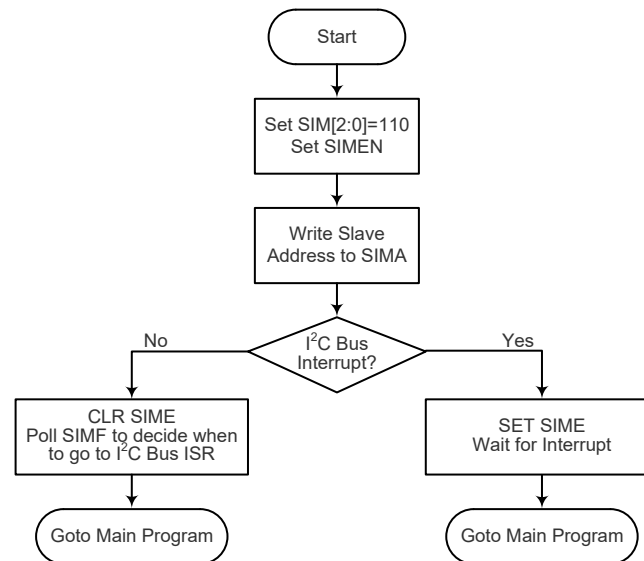 Start
Set SIM[2:0]=110
Set SIMEN
Write Slave
Address to SIMA
No
I²C Bus
Interrupt?
Yes
CLR SIME
Poll SIMF to decide when
to go to I²C Bus ISR
SET SIME
Wait for Interrupt
Goto Main Program
Goto Main Program